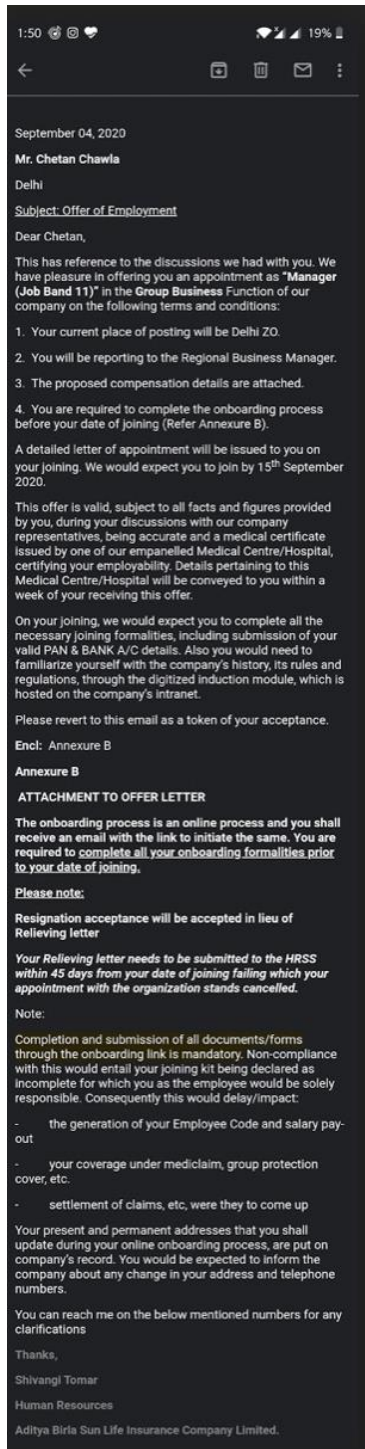 1:50 19%
September 04, 2020
Mr. Chetan Chawla
Delhi
Subject: Offer of Employment
Dear Chetan,
This has reference to the discussions we had with you. We
have pleasure in offering you an appointment as “Manager
(Job Band 11)” in the Group Business Function of our
company on the following terms and conditions:
1. Your current place of posting will be Delhi ZO.
2. You will be reporting to the Regional Business Manager.
3. The proposed compensation details are attached.
4. You are required to complete the onboarding process
before your date of joining (Refer Annexure B).
A detailed letter of appointment will be issued to you on
your joining. We would expect you to join by 15th September
2020.
This offer is valid, subject to all facts and figures provided
by you, during your discussions with our company
representatives, being accurate and a medical certificate
issued by one of our empanelled Medical Centre/Hospital,
certifying your employability. Details pertaining to this
Medical Centre/Hospital will be conveyed to you within a
week of your receiving this offer.
On your joining, we would expect you to complete all the
necessary joining formalities, including submission of your
valid PAN & BANK A/C details. Also you would need to
familiarize yourself with the company's history, its rules and
regulations, through the digitized induction module, which is
hosted on the company's intranet.
Please revert to this email as a token of your acceptance.
Encl: Annexure B
Annexure B
ATTACHMENT TO OFFER LETTER
The onboarding process is an online process and you shall
receive an email with the link to initiate the same. You are
required to complete all your onboarding formalities prior
to your date of joining.
Please note:
Resignation acceptance will be accepted in lieu of
Relieving letter
Your Relieving letter needs to be submitted to the HRSS
within 45 days from your date of joining failing which your
appointment with the organization stands cancelled.
Note:
Completion and submission of all documents/forms
through the onboarding link is mandatory. Non-compliance
with this would entail your joining kit being declared as
incomplete for which you as the employee would be solely
responsible. Consequently this would delay/impact:
- the generation of your Employee Code and salary pay-
out
- your coverage under mediclaim, group protection
cover, etc.
- settlement of claims, etc, were they to come up
Your present and permanent addresses that you shall
update during your online onboarding process, are put on
company's record. You would be expected to inform the
company about any change in your address and telephone
numbers.
You can reach me on the below mentioned numbers for any
clarifications
Thanks,
Shivangi Tomar
Human Resources
Aditya Birla Sun Life Insurance Company Limited.